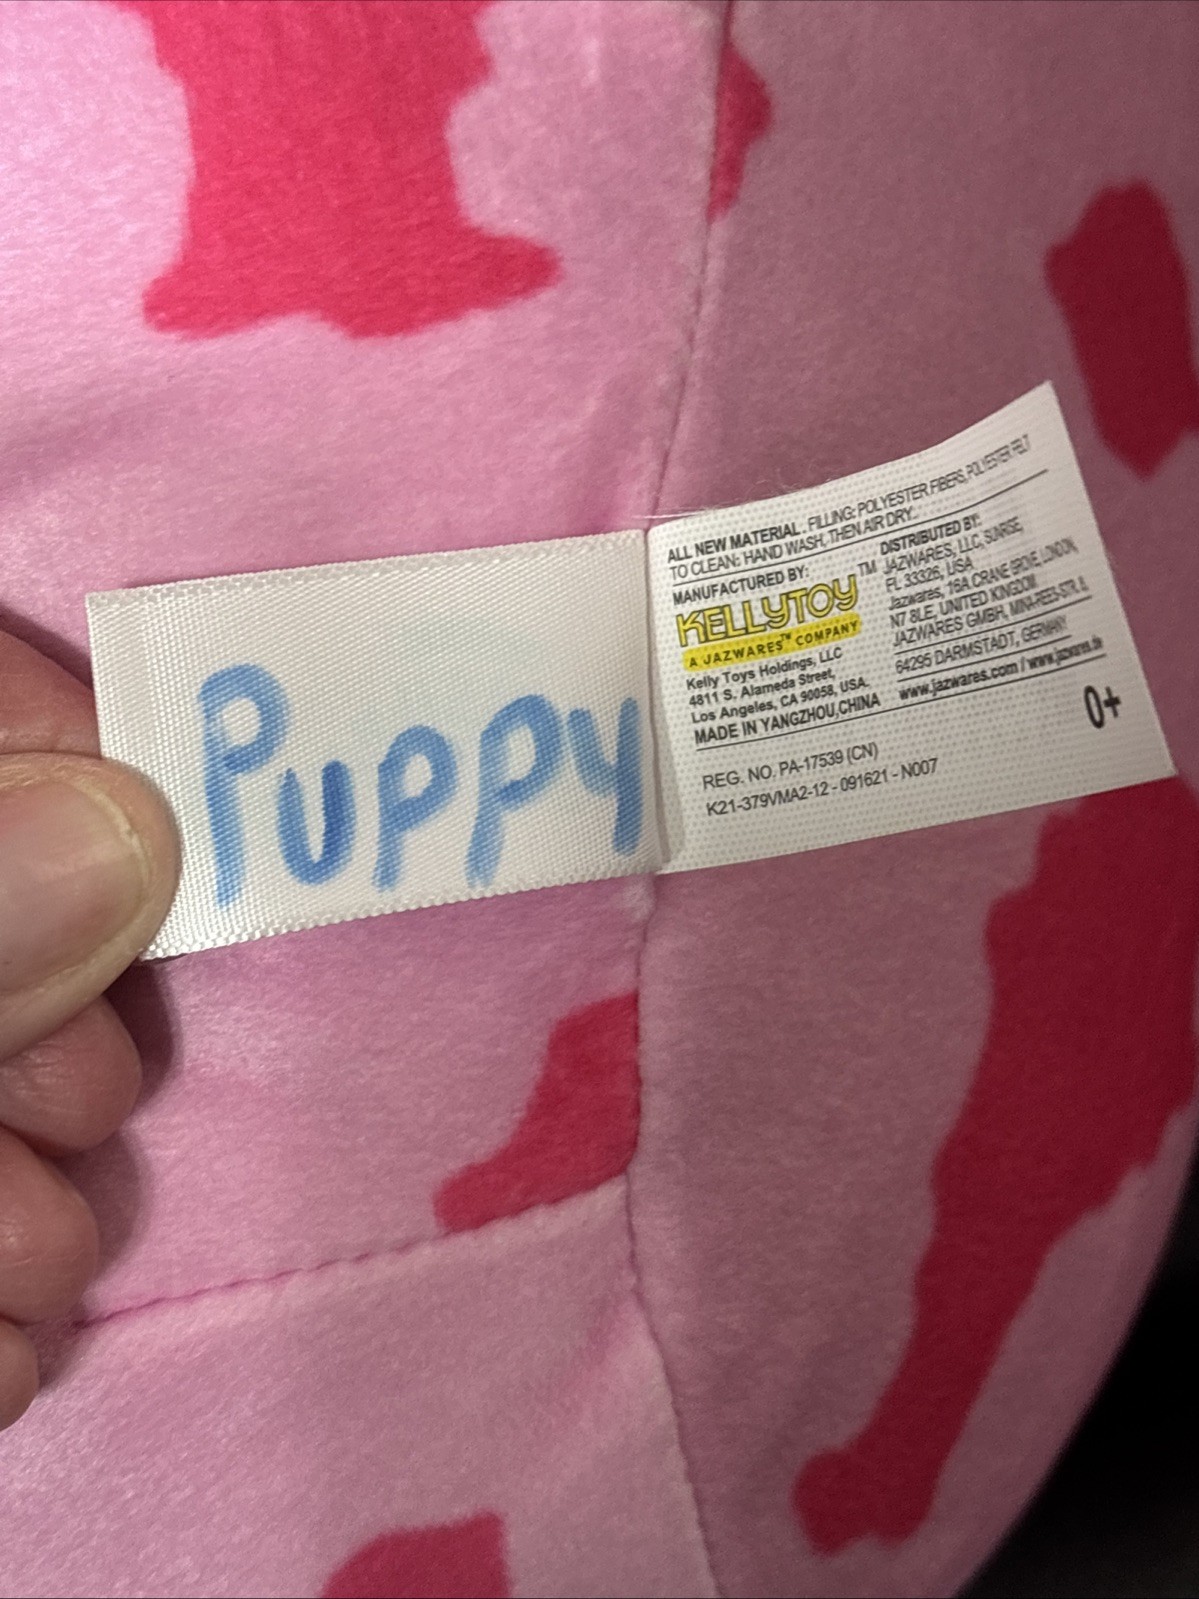 Puppy
ALL NEW MATERIAL. FILLING: POLYESTER FIBERS, POLYESTER FELT
TO CLEAN: HAND WASH, THEN AIR DRY.
MANUFACTURED BY:
KELLYTOY™
A JAZWARES™ COMPANY
Kelly Toys Holdings, LLC
4811 S. Alameda Street,
Los Angeles, CA 90058, USA.
MADE IN YANGZHOU,CHINA
DISTRIBUTED BY:
JAZWARES, LLC, SUNRISE,
FL 33326, USA
Jazwares, 16A CRANE GROVE, LONDON,
N7 8LE, UNITED KINGDOM
JAZWARES GMBH, MINA-REES-STR. 8,
64295 DARMSTADT, GERMANY
www.jazwares.com / www.jazwares.de
0+
REG. NO. PA-17539 (CN)
K21-379VMA2-12 - 091621 - N007